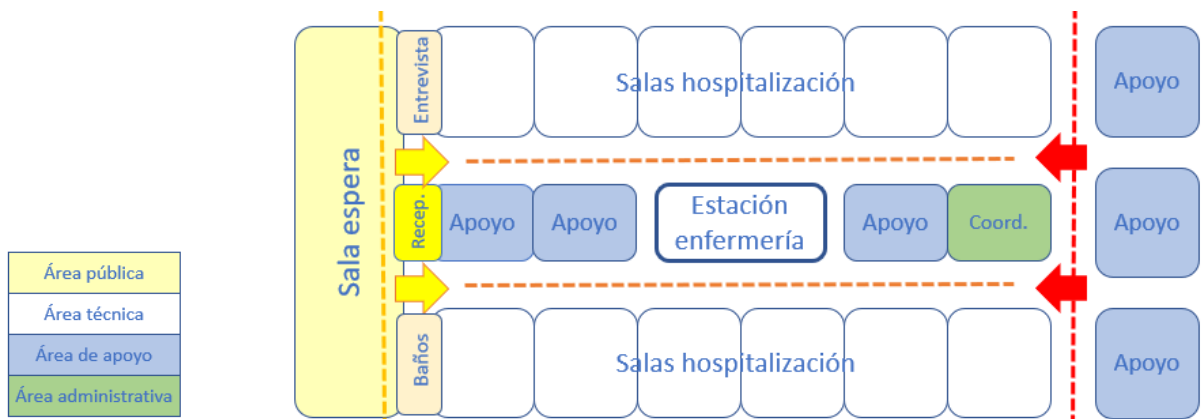 Sala espera
Entrevista
Salas hospitalización
Apoyo
Recep.
Apoyo
Apoyo
Estación
enfermería
Apoyo
Coord.
Apoyo
Baños
Salas hospitalización
Apoyo
Área pública
Área técnica
Área de apoyo
Área administrativa